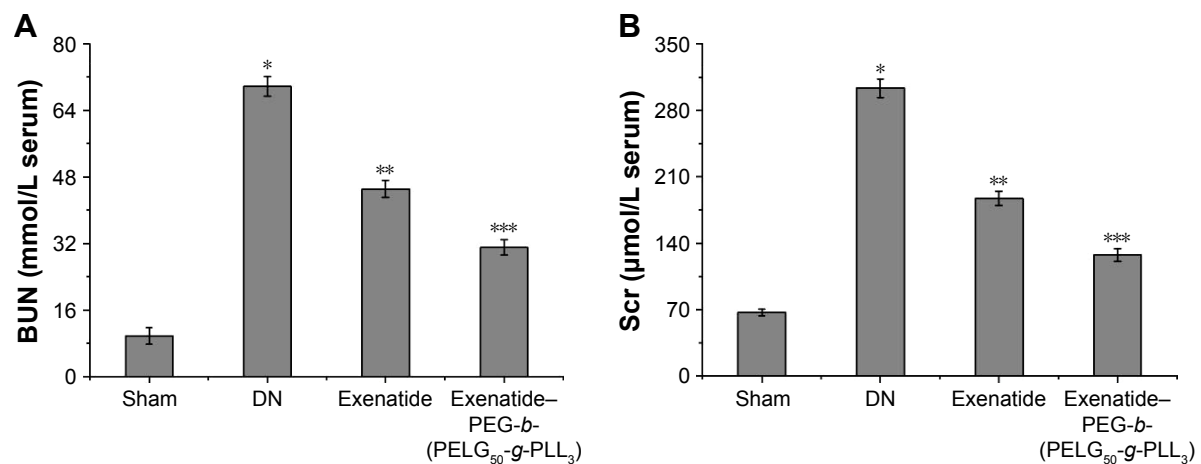 A
BUN (mmol/L serum)
80
64
48
32
16
0
*
**
***
Sham
DN
Exenatide
Exenatide–
PEG-b-
(PELG₅₀-g-PLL₃)
B
Scr (μmol/L serum)
350
280
210
140
70
0
*
**
***
Sham
DN
Exenatide
Exenatide–
PEG-b-
(PELG₅₀-g-PLL₃)